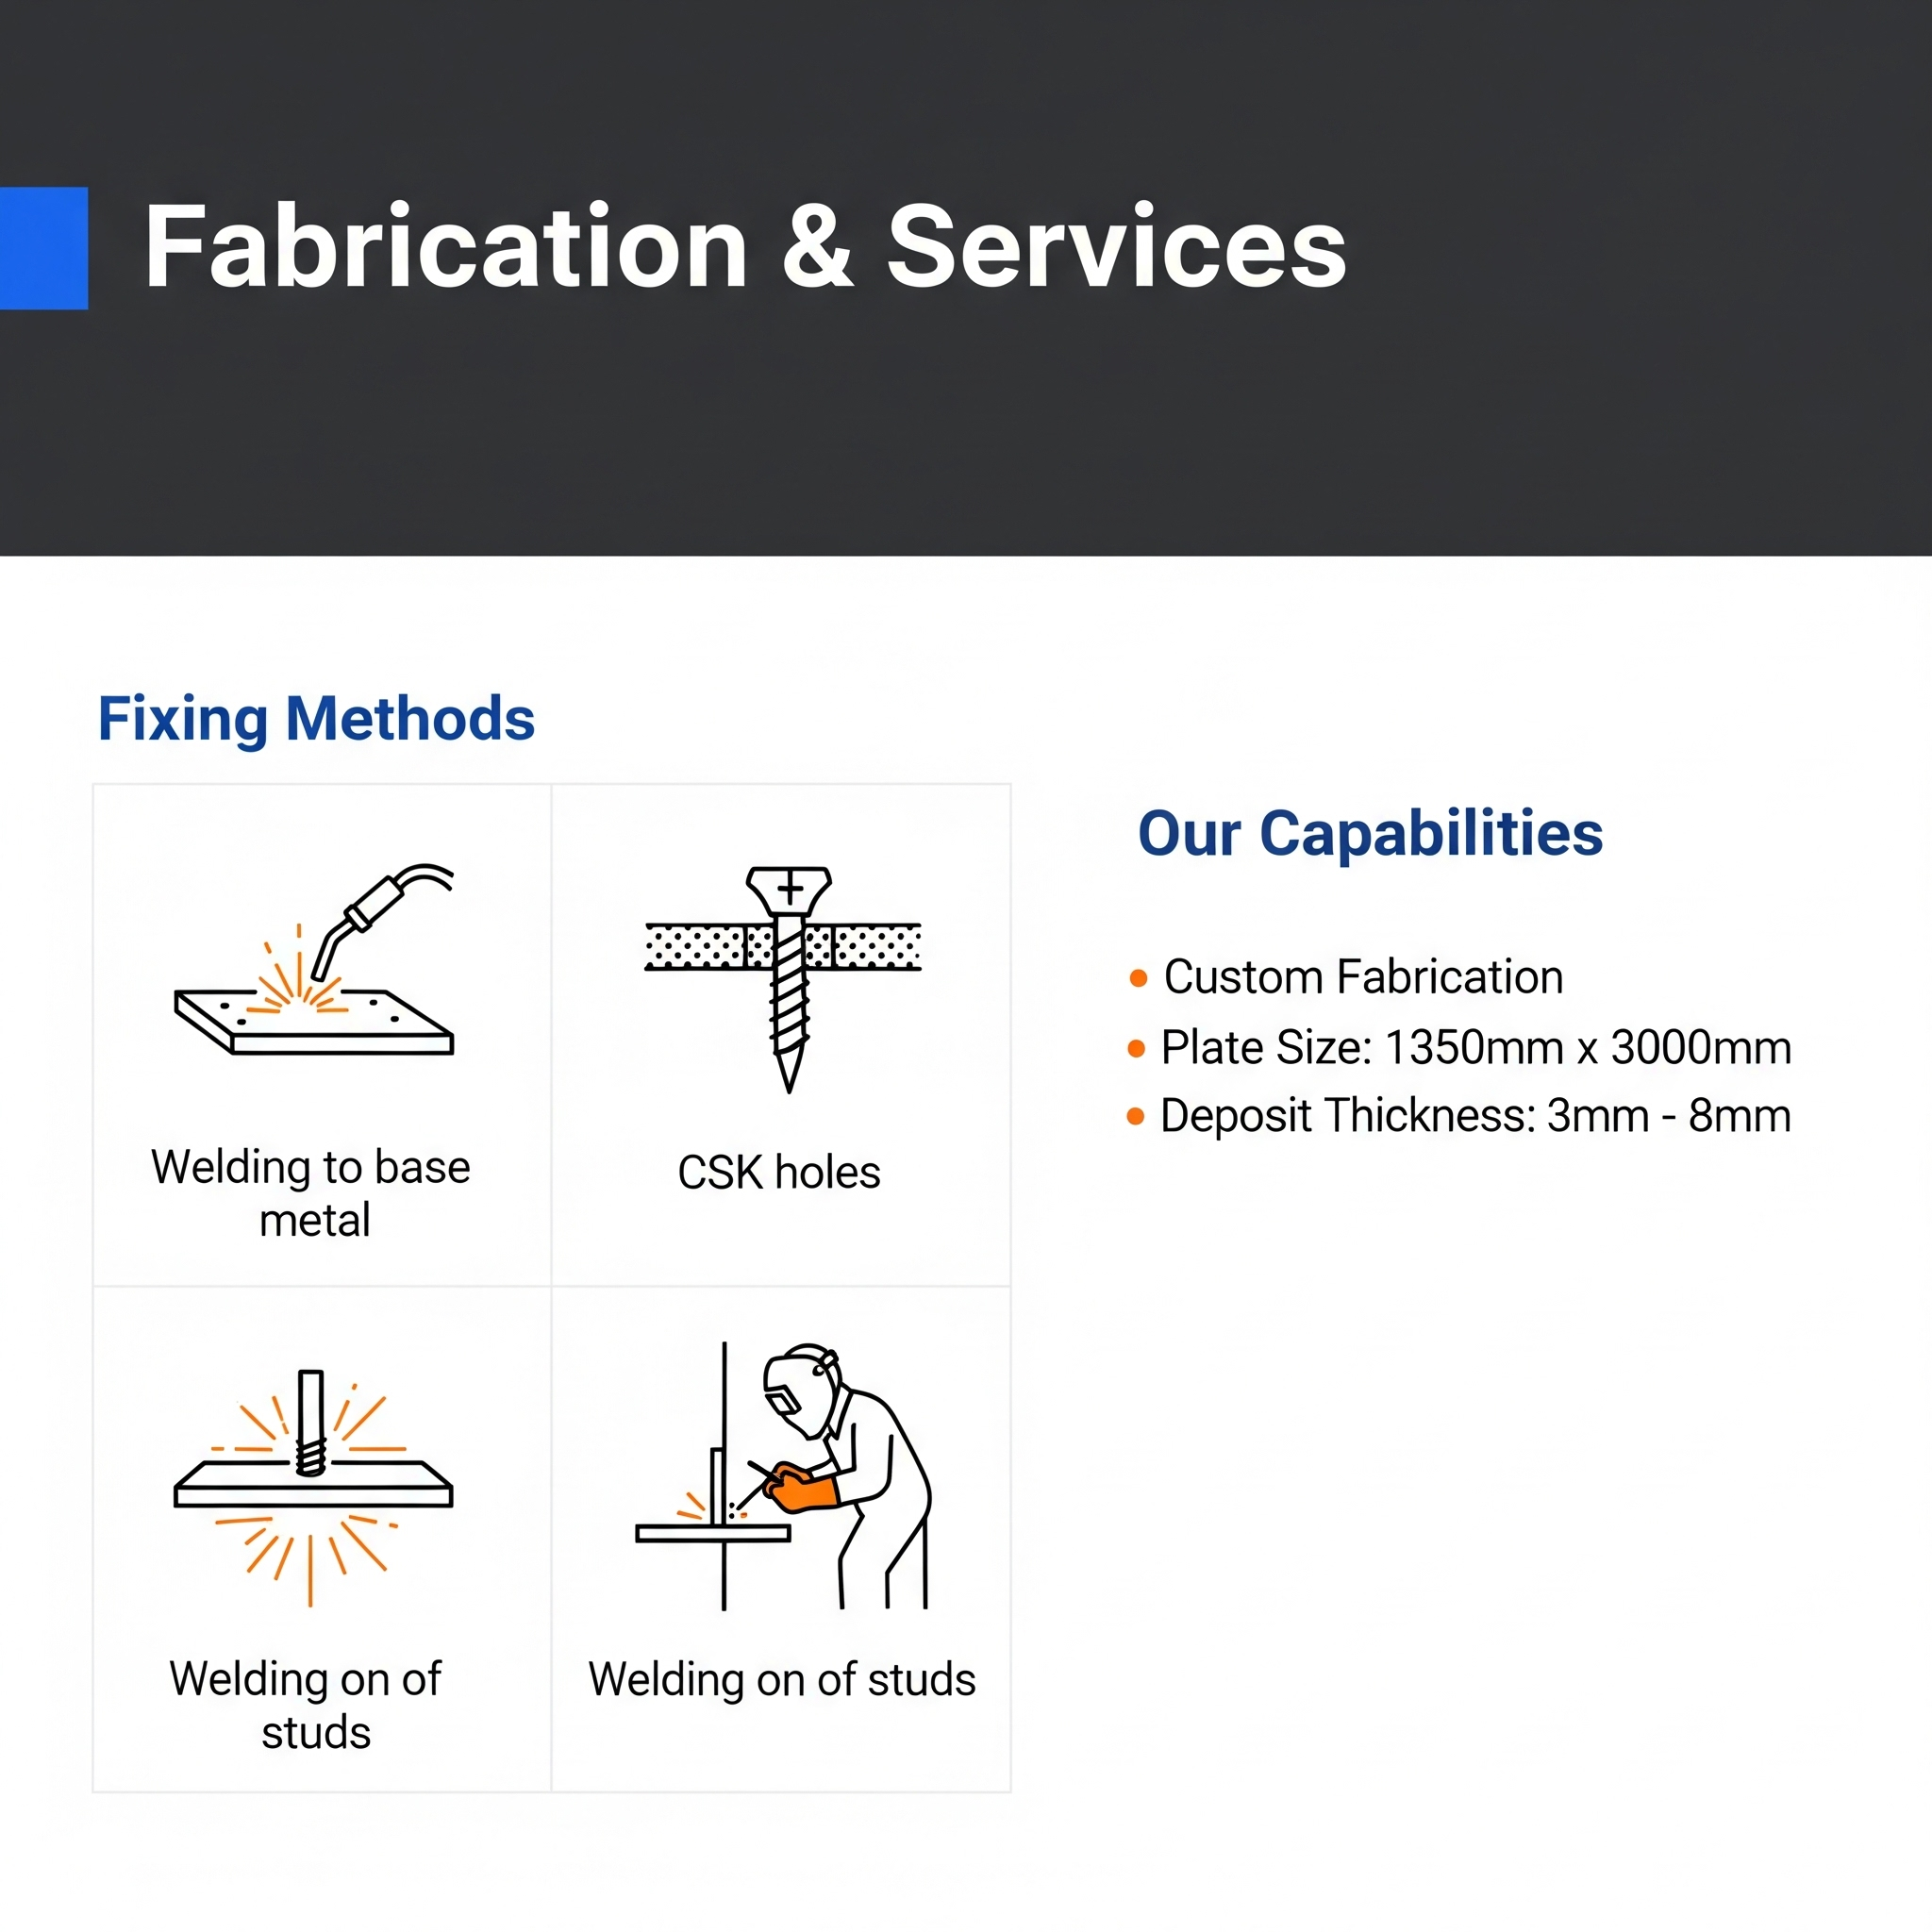 Fabrication & Services
Fixing Methods
Welding to base
metal
CSK holes
Welding on of
studs
Welding on of studs
Our Capabilities
Custom Fabrication
Plate Size: 1350mm x 3000mm
Deposit Thickness: 3mm - 8mm